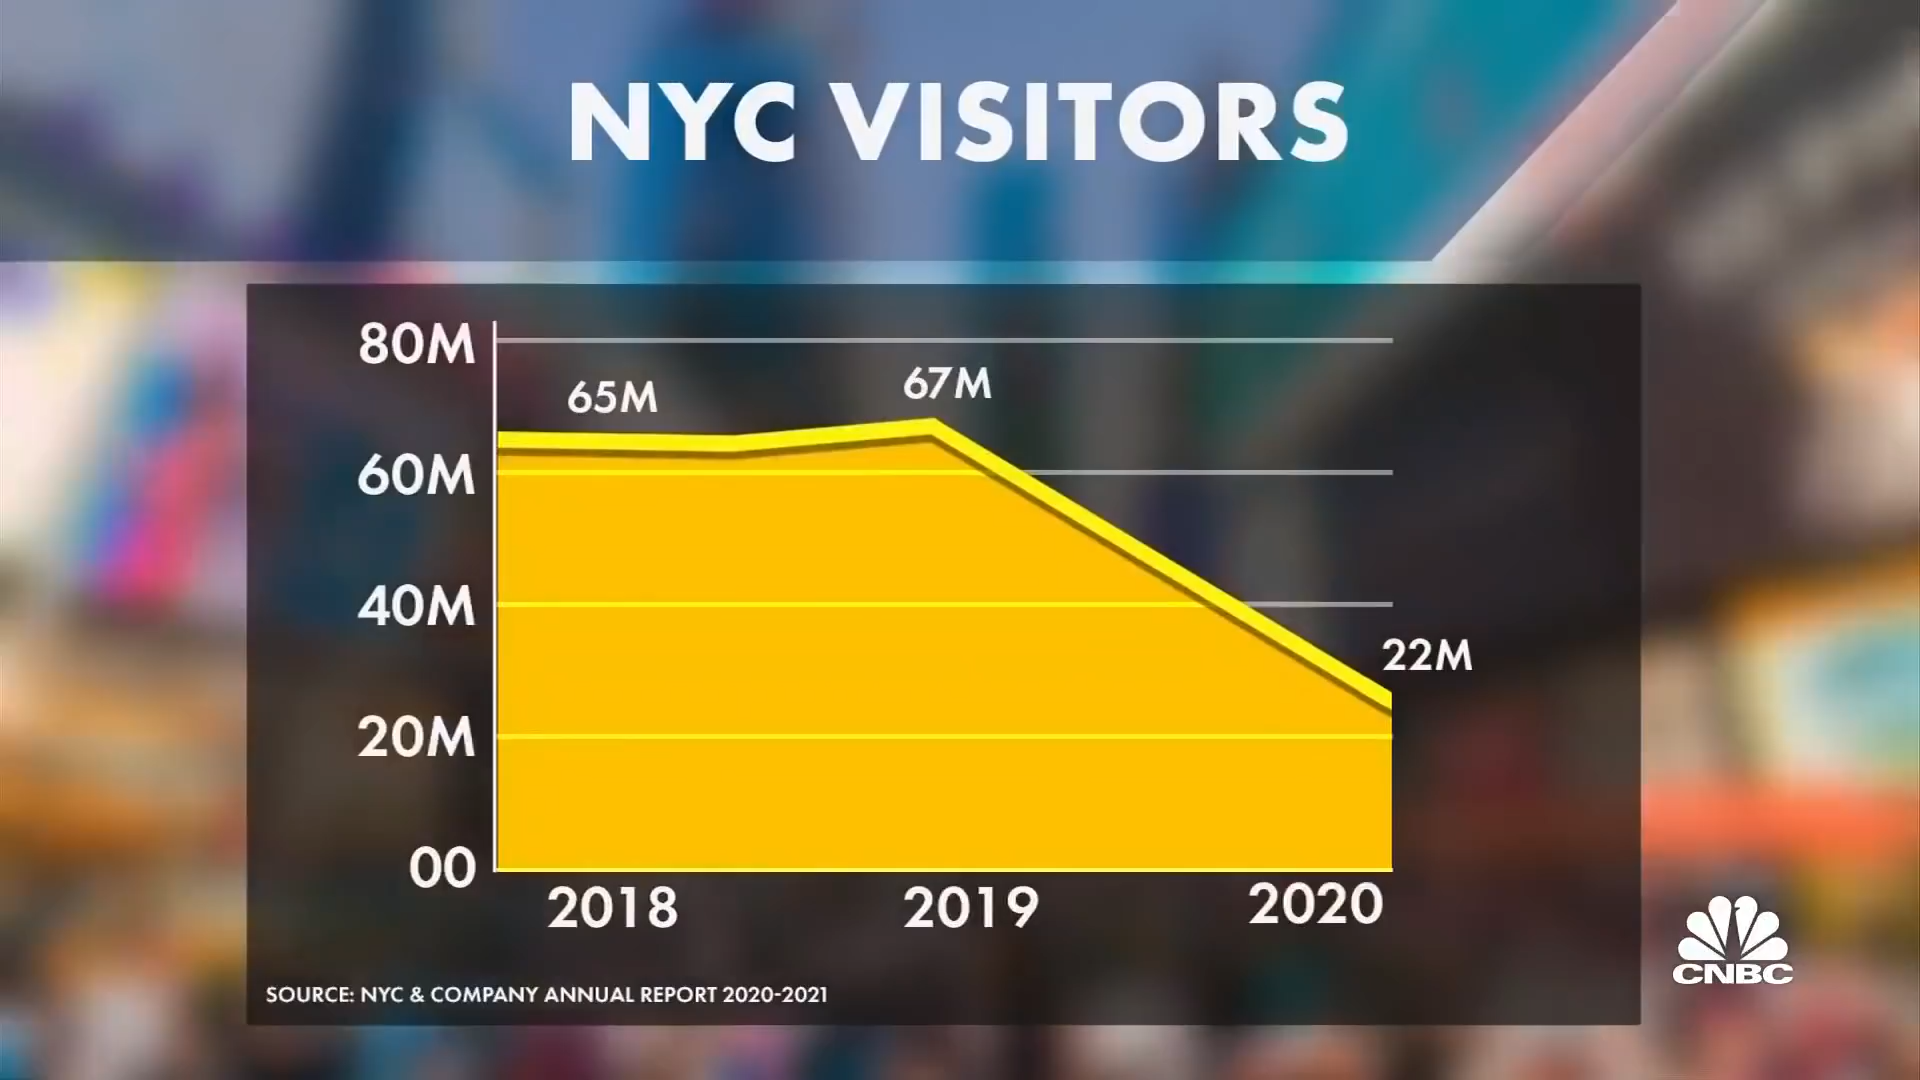 NYC VISITORS
80M
65M
67M
60M
40M
22M
20M
00
2018
2019
2020
SOURCE: NYC & COMPANY ANNUAL REPORT 2020-2021
CNBC